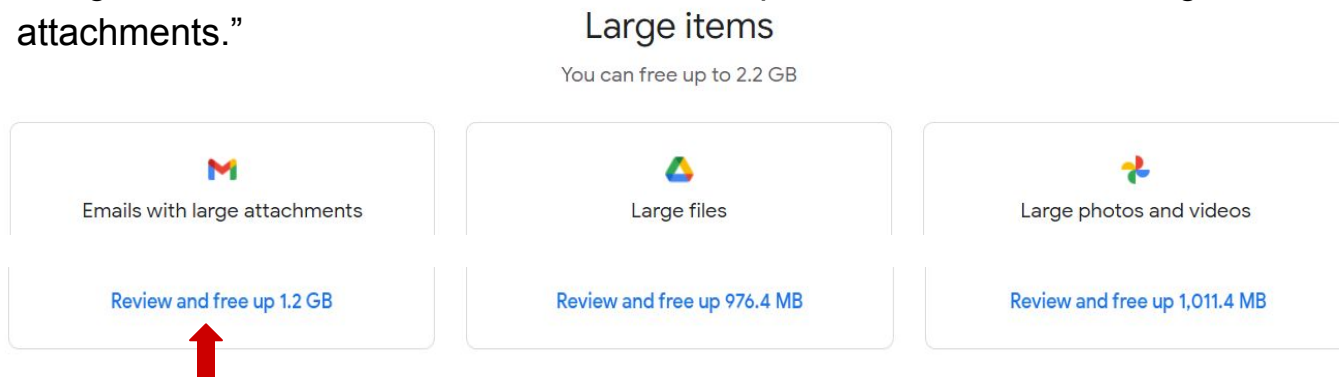 attachments.”
Large items
You can free up to 2.2 GB
Emails with large attachments
Large files
Large photos and videos
Review and free up 1.2 GB
Review and free up 976.4 MB
Review and free up 1,011.4 MB